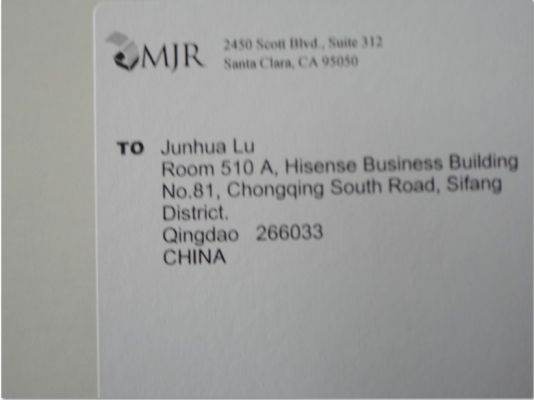 MJR
2450 Scott Blvd., Suite 312
Santa Clara, CA 95050
TO Junhua Lu
Room 510 A, Hisense Business Building
No.81, Chongqing South Road, Sifang
District.
Qingdao 266033
CHINA